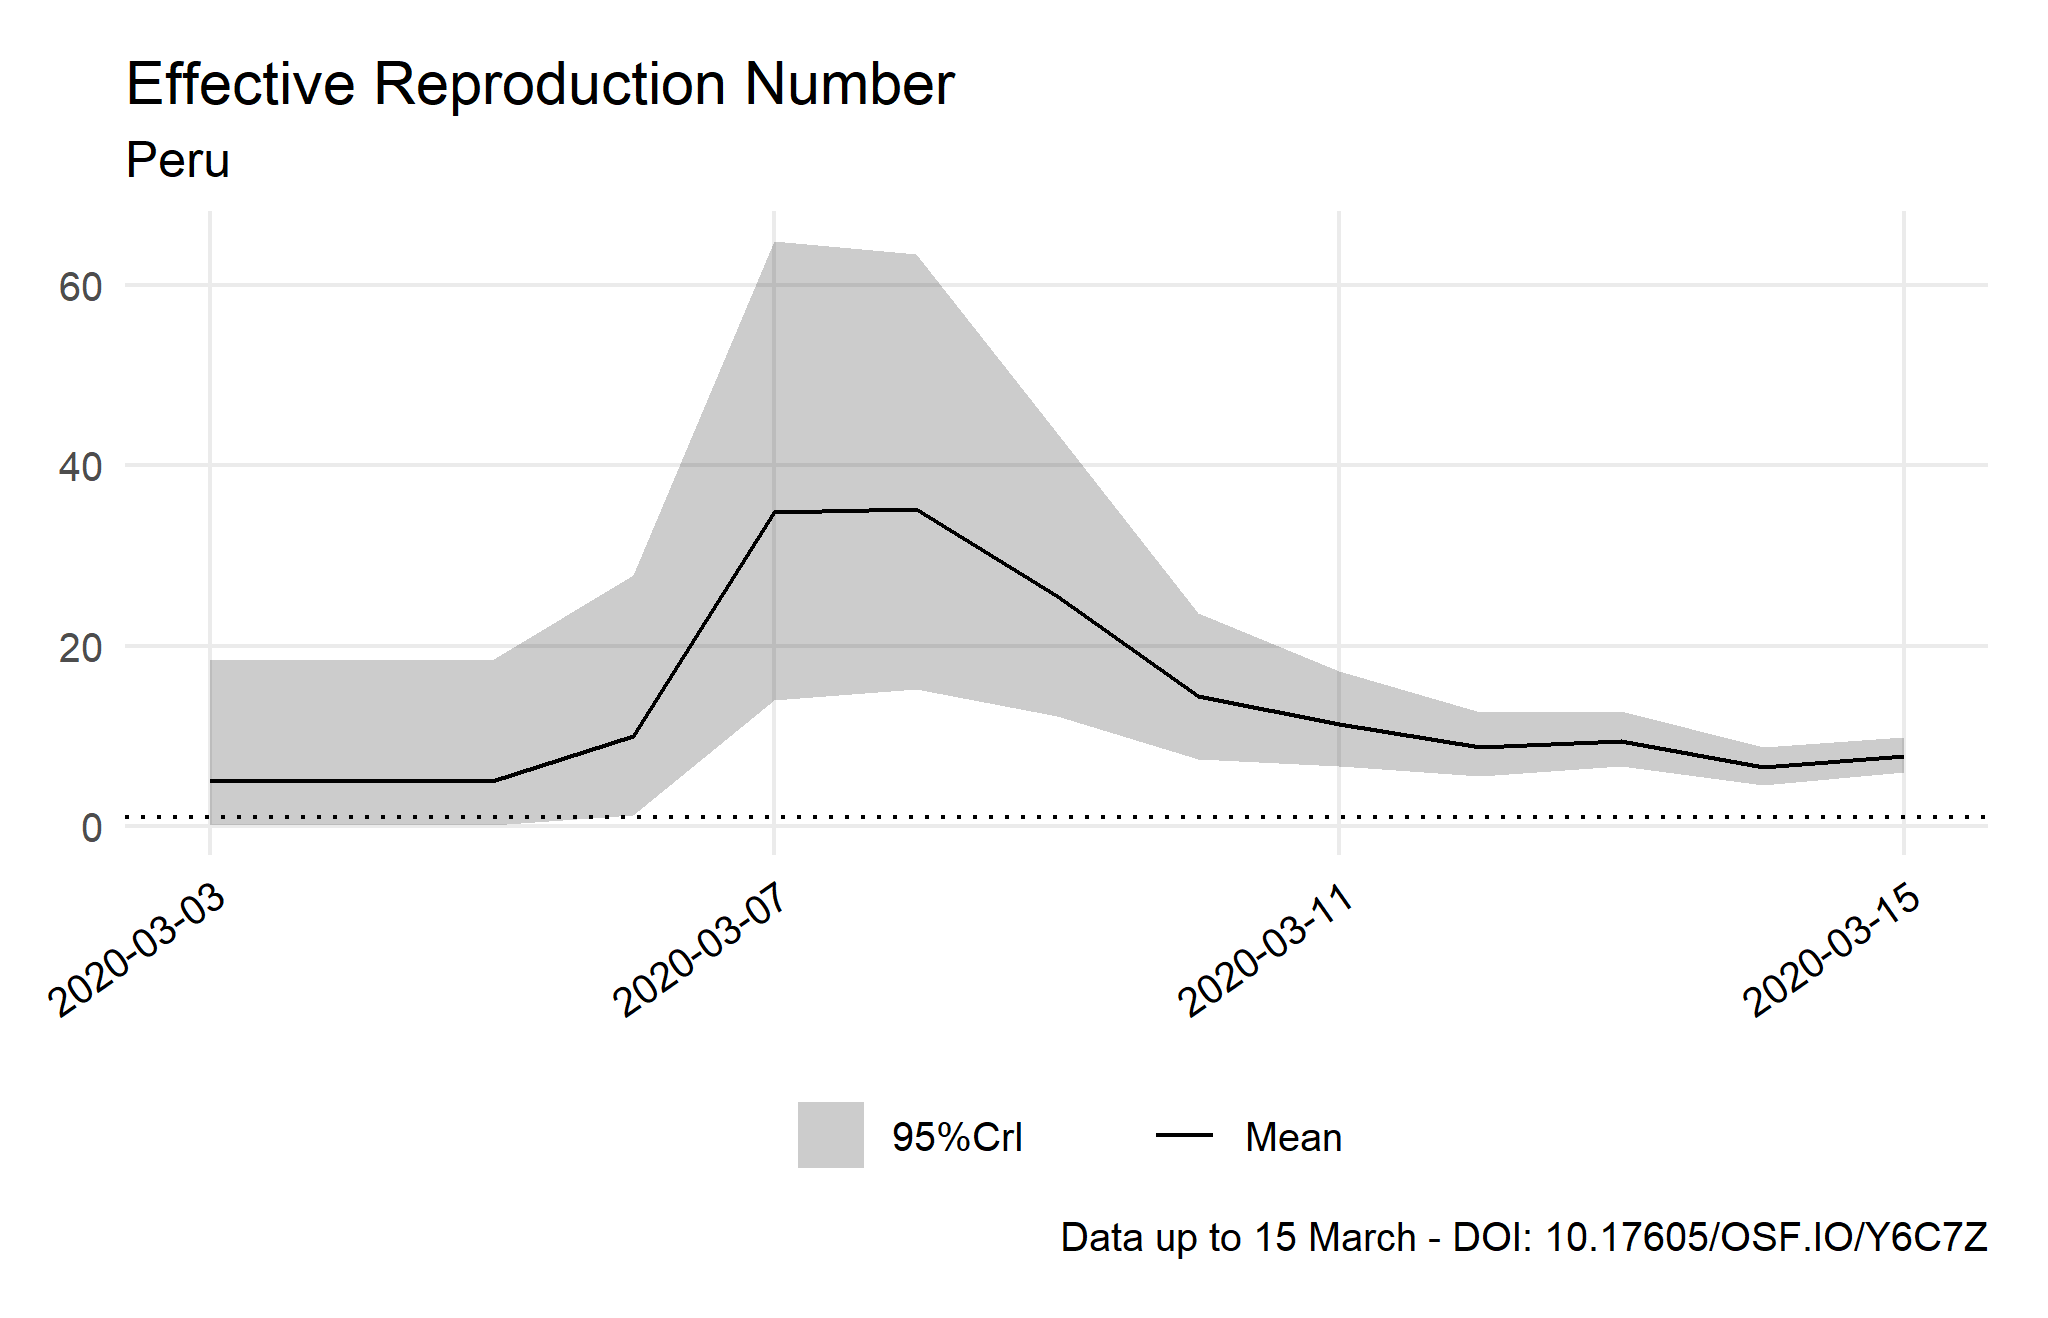 Effective Reproduction Number
Peru
60
40
20
0
2020-03-03
2020-03-07
2020-03-11
2020-03-15
95%CrI
Mean
Data up to 15 March - DOI: 10.17605/OSF.IO/Y6C7Z